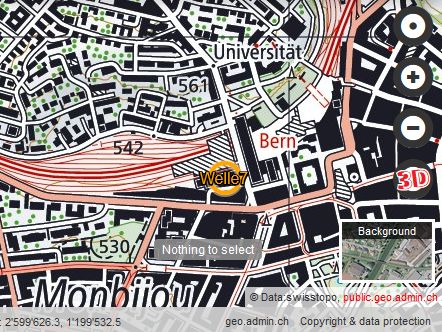 Universität
561
542
Bern
Welle7
3D
530
Nothing to select
Background
Monbijou
© Data:swisstopo, public.geo.admin.ch
: 2'599'626.3, 1'199'532.5
geo.admin.ch Copyright & data protection